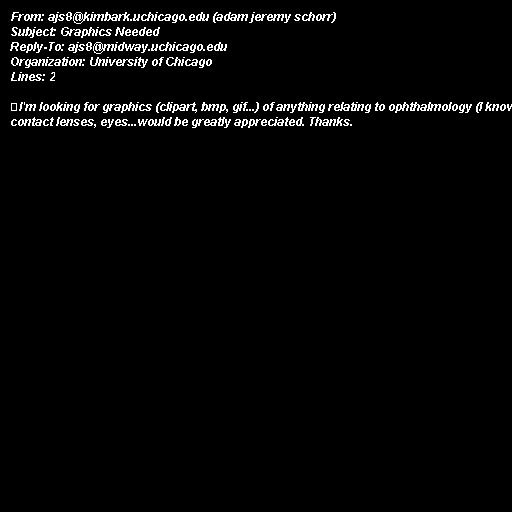 From: ajs8@kimbark.uchicago.edu (adam jeremy schorr)
Subject: Graphics Needed
Reply-To: ajs8@midway.uchicago.edu
Organization: University of Chicago
Lines: 2

I'm looking for graphics (clipart, bmp, gif...) of anything relating to ophthalmology (I
contact lenses, eyes...would be greatly appreciated. Thanks.